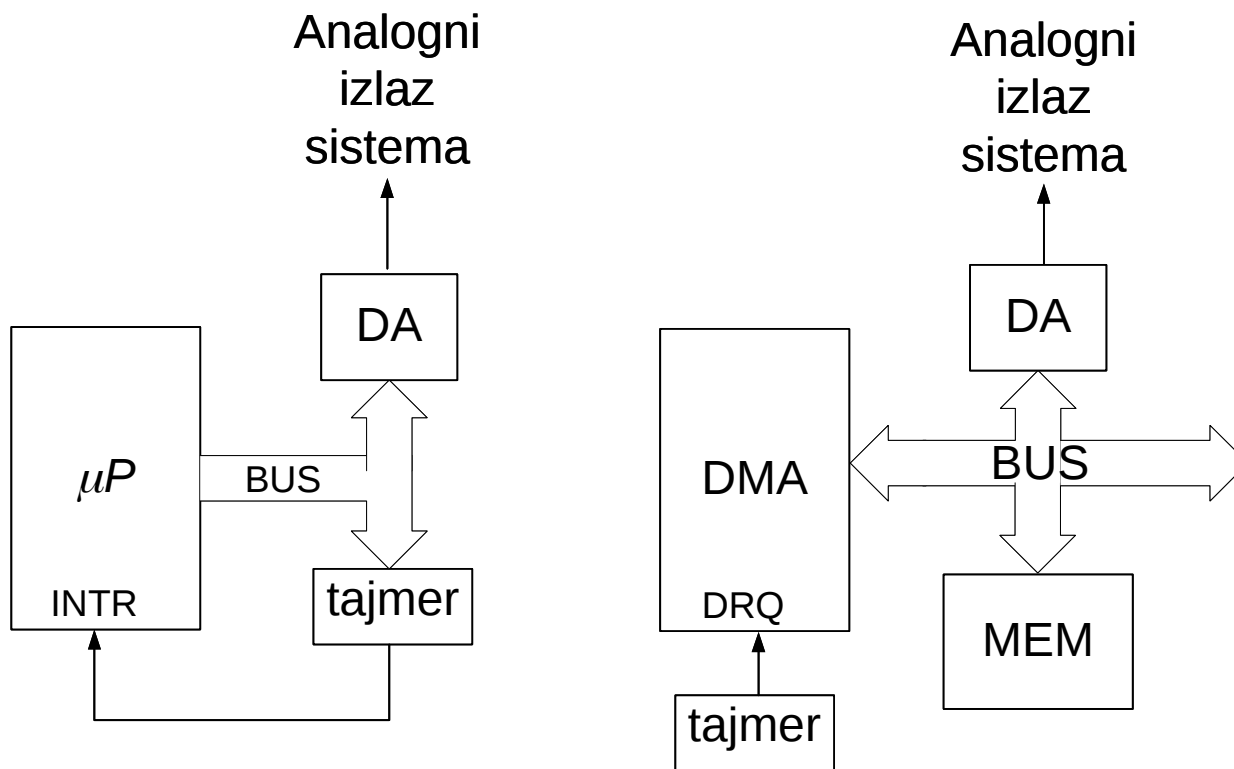 Analogni
izlaz
sistema
DA
μP
BUS
INTR
tajmer
Analogni
izlaz
sistema
DA
DMA
BUS
DRQ
MEM
tajmer